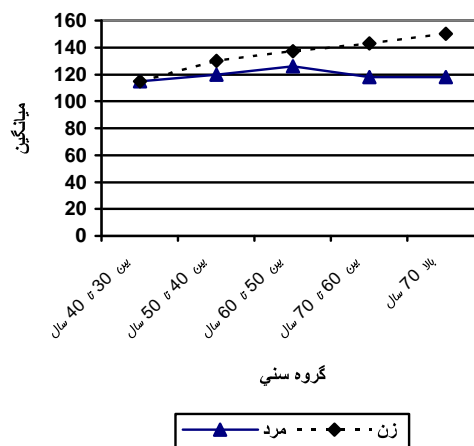 160
140
120
100
80
60
40
20
0
ميانگين
بين 30 تا 40 سال
بين 40 تا 50 سال
بين 50 تا 60 سال
بين 60 تا 70 سال
بالا 70 سال
گروه سني
مرد زن